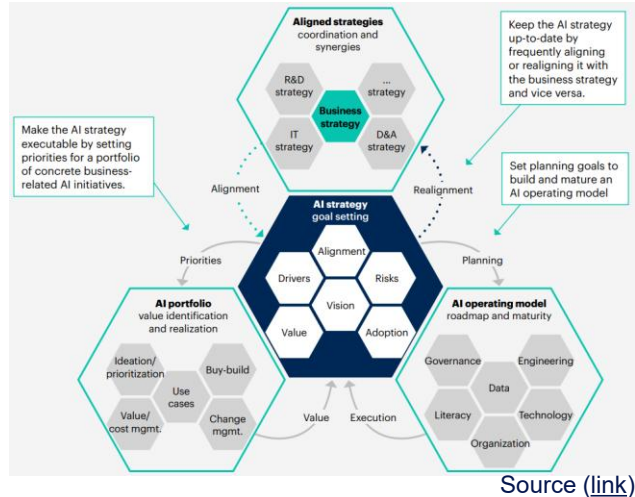 Aligned strategies
coordination and
synergies
R&D
strategy
...
strategy
Business
strategy
IT
strategy
D&A
strategy
Keep the AI strategy
up-to-date by
frequently aligning
or realigning it with
the business strategy
and vice versa.
Make the AI strategy
executable by setting
priorities for a portfolio
of concrete business-
related AI initiatives.
Set planning goals to
build and mature an
AI operating model
Alignment
Realignment
AI strategy
goal setting
Alignment
Drivers
Risks
Vision
Value
Adoption
Priorities
Planning
AI portfolio
value identification
and realization
Ideation/
prioritization
Buy-build
Use
cases
Value/
cost mgmt.
Change
mgmt.
AI operating model
roadmap and maturity
Governance
Engineering
Data
Literacy
Technology
Organization
Value
Execution
Source (link)